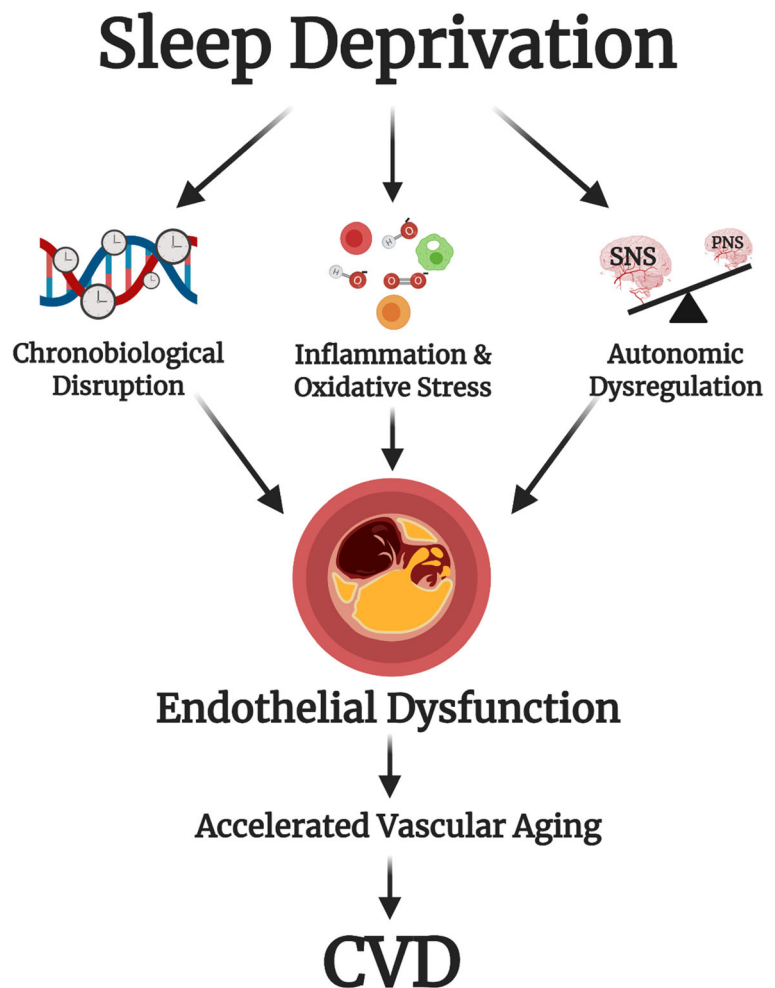 Sleep Deprivation
SNS
PNS
H
O
-
H
O
-
O
O
-
Chronobiological
Disruption
Inflammation &
Oxidative Stress
Autonomic
Dysregulation
Endothelial Dysfunction
Accelerated Vascular Aging
CVD